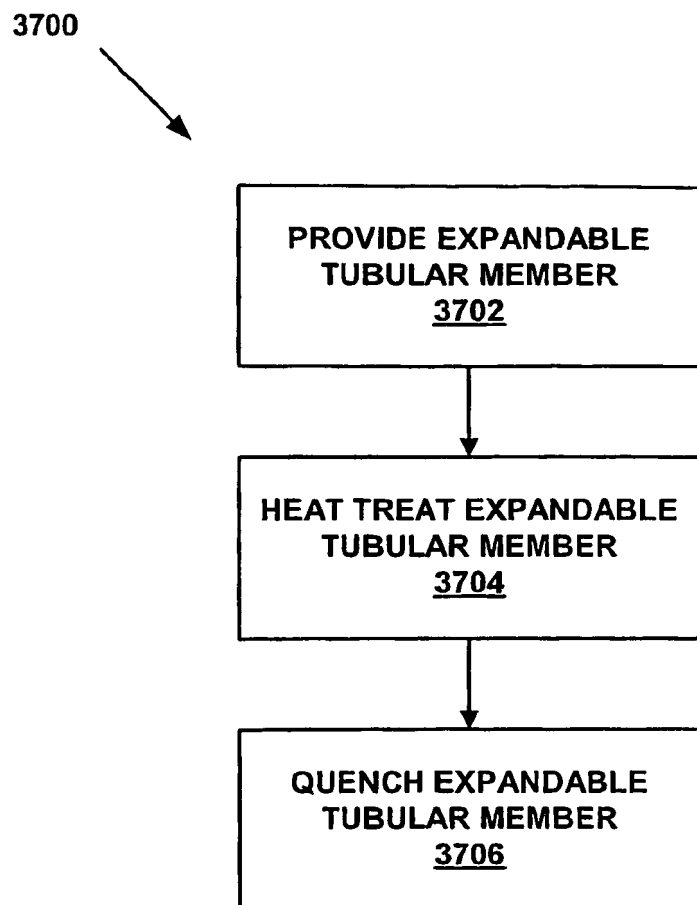 3700
PROVIDE EXPANDABLE
TUBULAR MEMBER
3702
HEAT TREAT EXPANDABLE
TUBULAR MEMBER
3704
QUENCH EXPANDABLE
TUBULAR MEMBER
3706